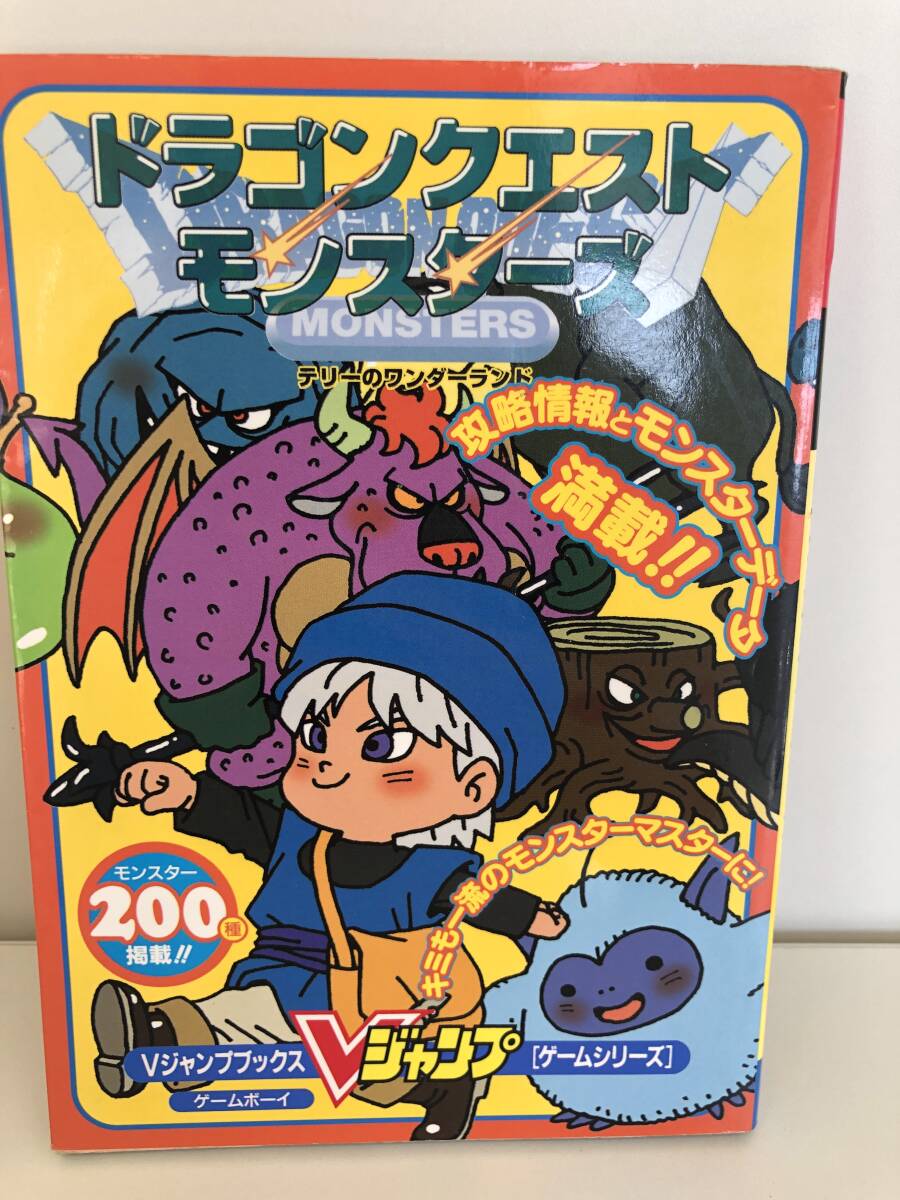 ドラゴンクエスト
モンスターズ
MONSTERS
テリーのワンダーランド
攻略情報とモンスターデータ
満載!!
モンスター
200種
掲載!!
キミも一流のモンスターマスターに!
Vジャンプブックス
Vジャンプ
[ゲームシリーズ]
ゲームボーイ